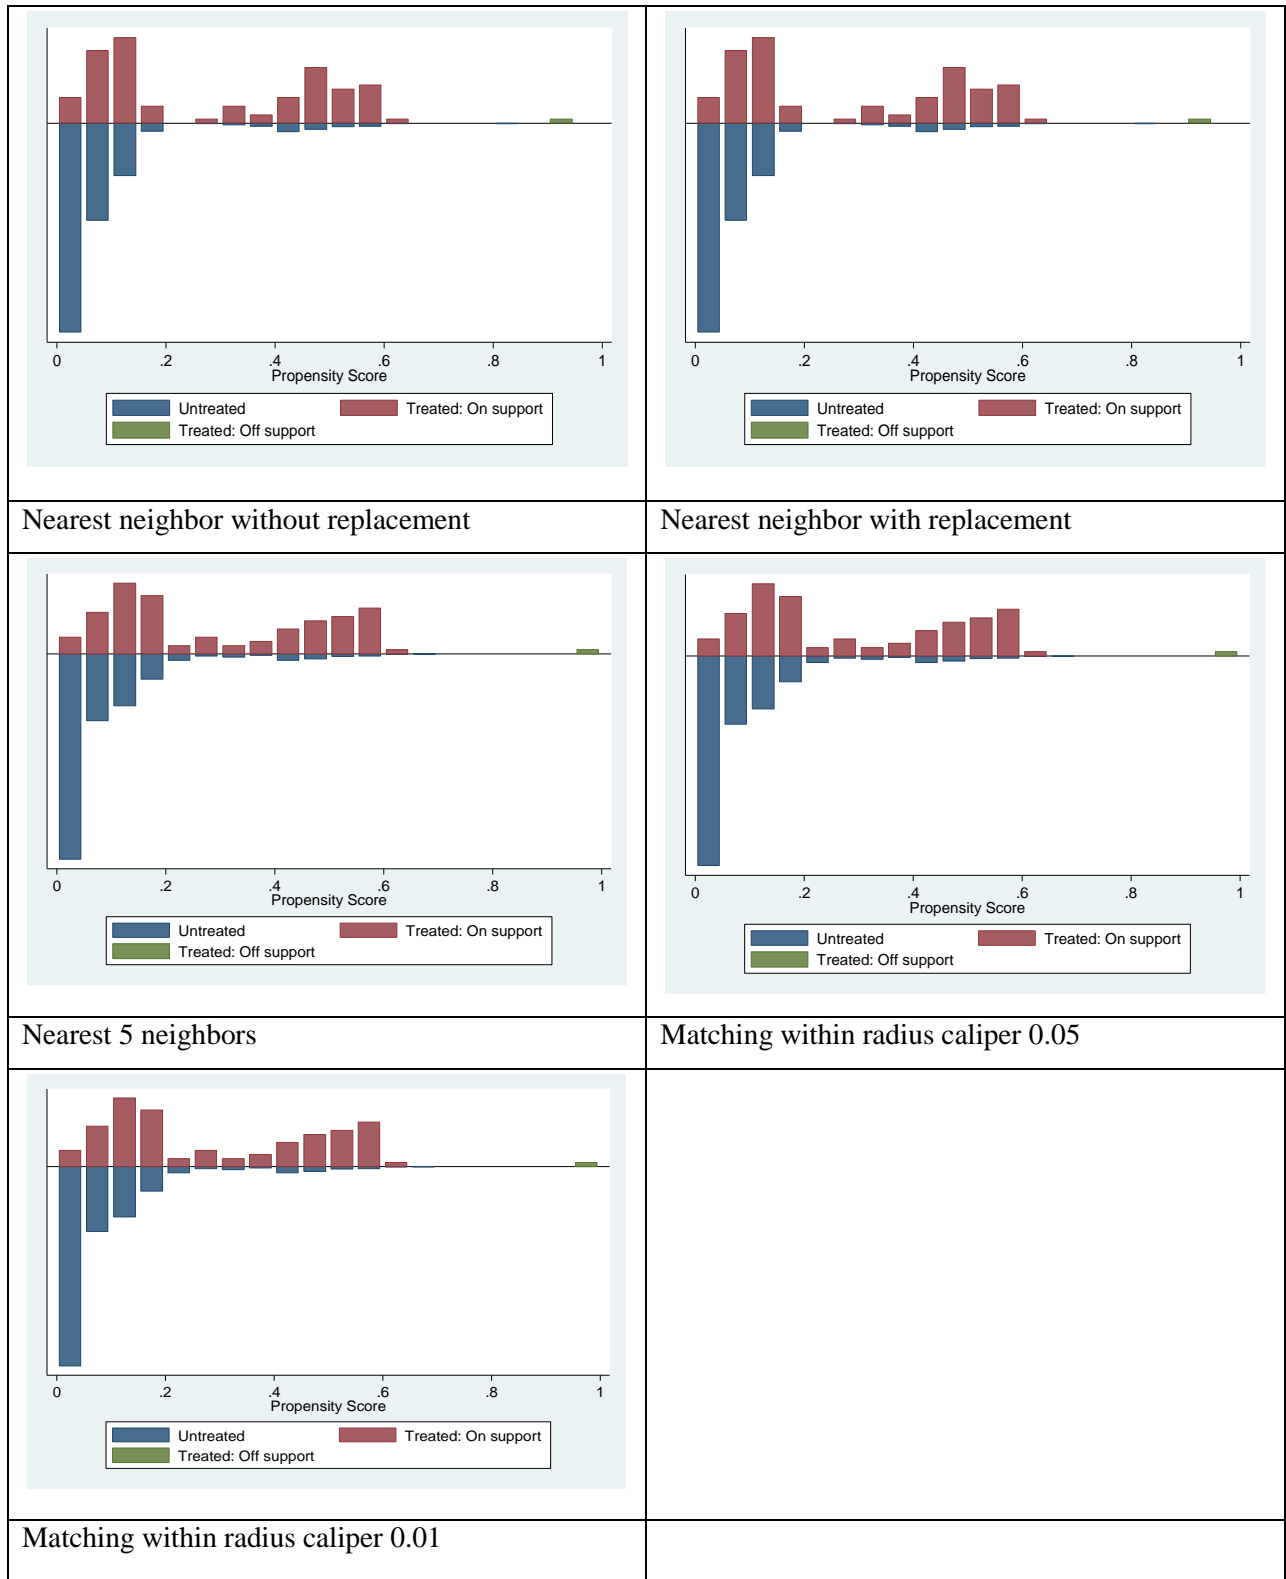 0 .2 .4 .6 .8 1
Propensity Score
Untreated Treated: On support
Treated: Off support
0 .2 .4 .6 .8 1
Propensity Score
Untreated Treated: On support
Treated: Off support
Nearest neighbor without replacement
Nearest neighbor with replacement
0 .2 .4 .6 .8 1
Propensity Score
Untreated Treated: On support
Treated: Off support
0 .2 .4 .6 .8 1
Propensity Score
Untreated Treated: On support
Treated: Off support
Nearest 5 neighbors
Matching within radius caliper 0.05
0 .2 .4 .6 .8 1
Propensity Score
Untreated Treated: On support
Treated: Off support
Matching within radius caliper 0.01